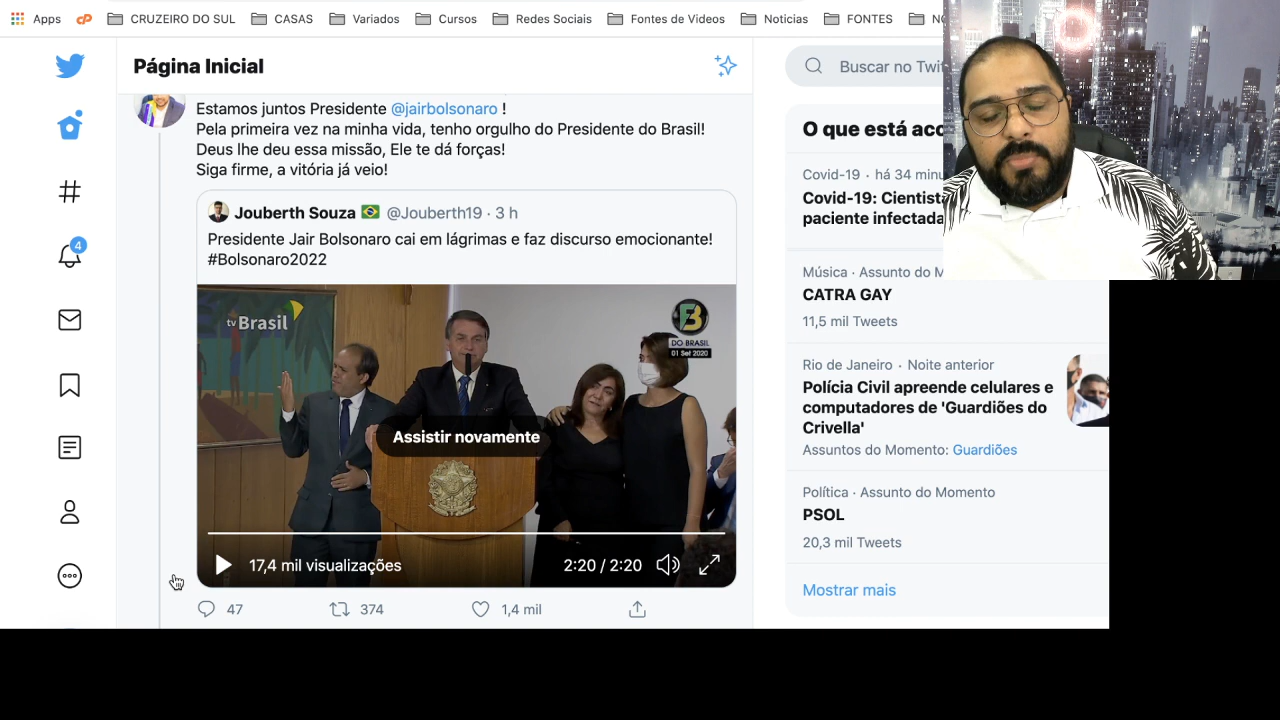 Apps
CRUZEIRO DO SUL
CASAS
Variados
Cursos
Redes Sociais
Fontes de Videos
Noticias
FONTES
Página Inicial
Buscar no Twit
4
Estamos juntos Presidente @jairbolsonaro !
Pela primeira vez na minha vida, tenho orgulho do Presidente do Brasil!
Deus lhe deu essa missão, Ele te dá forças!
Siga firme, a vitória já veio!
Jouberth Souza @Jouberth19 · 3 h
Presidente Jair Bolsonaro cai em lágrimas e faz discurso emocionante!
#Bolsonaro2022
tv Brasil
DO BRASIL
01 Set 2020
Assistir novamente
17,4 mil visualizações
2:20 / 2:20
47
374
1,4 mil
O que está aco
Covid-19 · há 34 minu
Covid-19: Cientista
paciente infectada
Música · Assunto do M
CATRA GAY
11,5 mil Tweets
Rio de Janeiro · Noite anterior
Polícia Civil apreende celulares e
computadores de 'Guardiões do
Crivella'
Assuntos do Momento: Guardiões
Política · Assunto do Momento
PSOL
20,3 mil Tweets
Mostrar mais